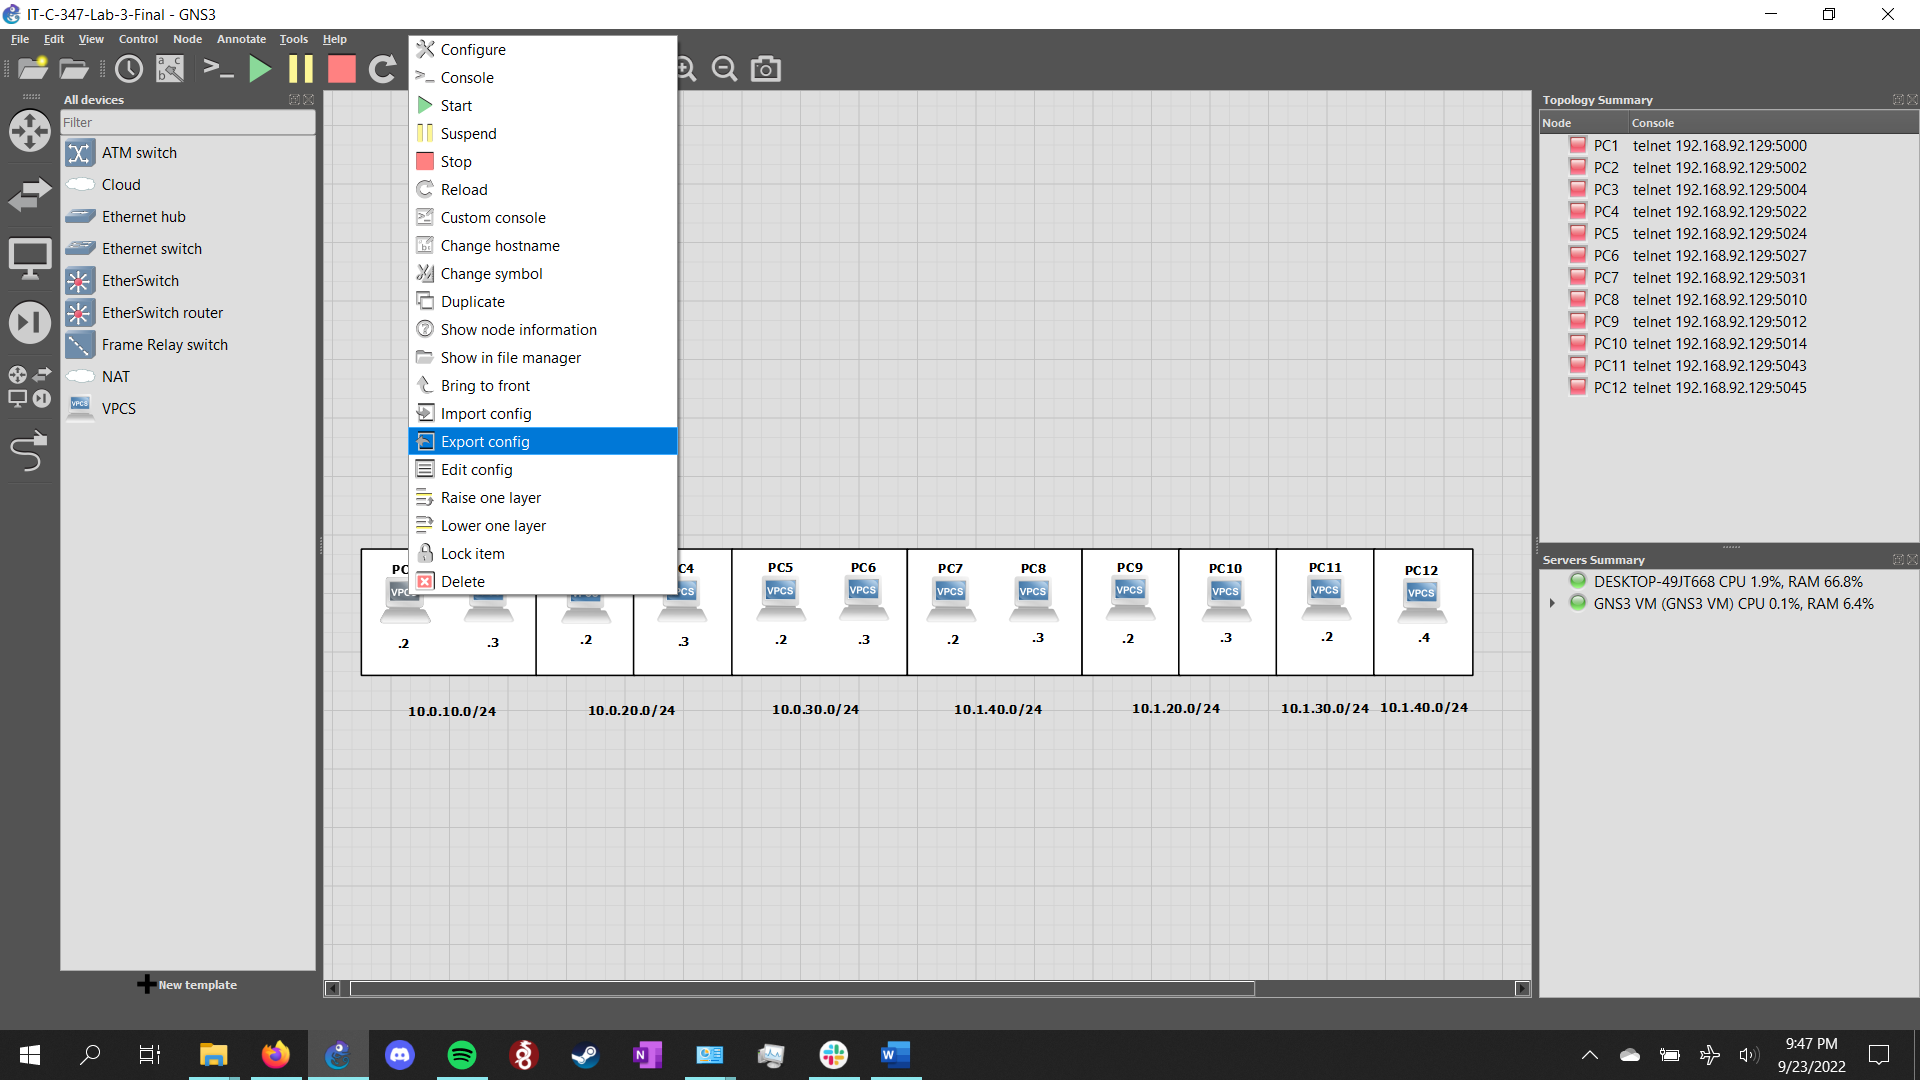 IT-C-347-Lab-3-Final - GNS3
File Edit View Control Node Annotate Tools Help
All devices
Filter
ATM switch
Cloud
Ethernet hub
Ethernet switch
EtherSwitch
EtherSwitch router
Frame Relay switch
NAT
VPCS
VPCS
New template
Configure
Console
Start
Suspend
Stop
Reload
Custom console
Change hostname
Change symbol
Duplicate
Show node information
Show in file manager
Bring to front
Import config
Export config
Edit config
Raise one layer
Lower one layer
Lock item
Delete
PC5 PC6 PC7 PC8 PC9 PC10 PC11 PC12
VPCS VPCS VPCS VPCS VPCS VPCS VPCS VPCS
.2 .3 .2 .3 .2 .3 .2 .3 .2 .3 .2 .4
10.0.10.0/24 10.0.20.0/24 10.0.30.0/24 10.1.40.0/24 10.1.20.0/24 10.1.30.0/24 10.1.40.0/24
Topology Summary
Node Console
PC1 telnet 192.168.92.129:5000
PC2 telnet 192.168.92.129:5002
PC3 telnet 192.168.92.129:5004
PC4 telnet 192.168.92.129:5022
PC5 telnet 192.168.92.129:5024
PC6 telnet 192.168.92.129:5027
PC7 telnet 192.168.92.129:5031
PC8 telnet 192.168.92.129:5010
PC9 telnet 192.168.92.129:5012
PC10 telnet 192.168.92.129:5014
PC11 telnet 192.168.92.129:5043
PC12 telnet 192.168.92.129:5045
Servers Summary
DESKTOP-49JT668 CPU 1.9%, RAM 66.8%
GNS3 VM (GNS3 VM) CPU 0.1%, RAM 6.4%
9:47 PM
9/23/2022